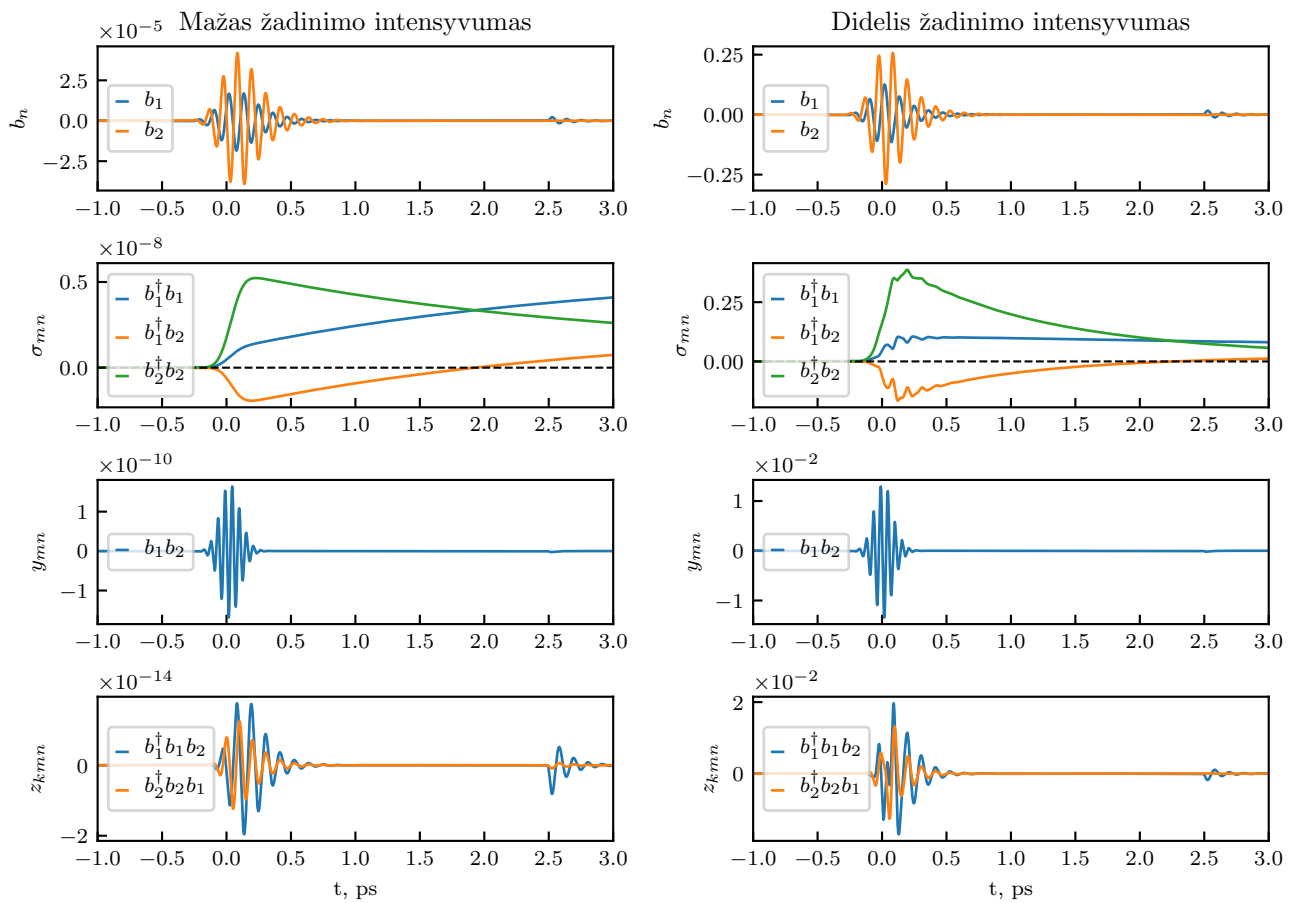 Mažas žadinimo intensyvumas
×10⁻⁵
2.5
0.0
−2.5
bₙ
b₁
b₂
−1.0 −0.5 0.0 0.5 1.0 1.5 2.0 2.5 3.0
Didelis žadinimo intensyvumas
0.25
0.00
−0.25
bₙ
b₁
b₂
−1.0 −0.5 0.0 0.5 1.0 1.5 2.0 2.5 3.0
×10⁻⁸
0.5
0.0
σₘₙ
b₁†b₁
b₁†b₂
b₂†b₂
−1.0 −0.5 0.0 0.5 1.0 1.5 2.0 2.5 3.0
0.25
0.00
σₘₙ
b₁†b₁
b₁†b₂
b₂†b₂
−1.0 −0.5 0.0 0.5 1.0 1.5 2.0 2.5 3.0
×10⁻¹⁰
1
0
−1
yₘₙ
b₁b₂
−1.0 −0.5 0.0 0.5 1.0 1.5 2.0 2.5 3.0
×10⁻²
1
0
−1
yₘₙ
b₁b₂
−1.0 −0.5 0.0 0.5 1.0 1.5 2.0 2.5 3.0
×10⁻¹⁴
0
−2
zₖₘₙ
b₁†b₁b₂
b₂†b₂b₁
−1.0 −0.5 0.0 0.5 1.0 1.5 2.0 2.5 3.0
t, ps
×10⁻²
2
0
zₖₘₙ
b₁†b₁b₂
b₂†b₂b₁
−1.0 −0.5 0.0 0.5 1.0 1.5 2.0 2.5 3.0
t, ps